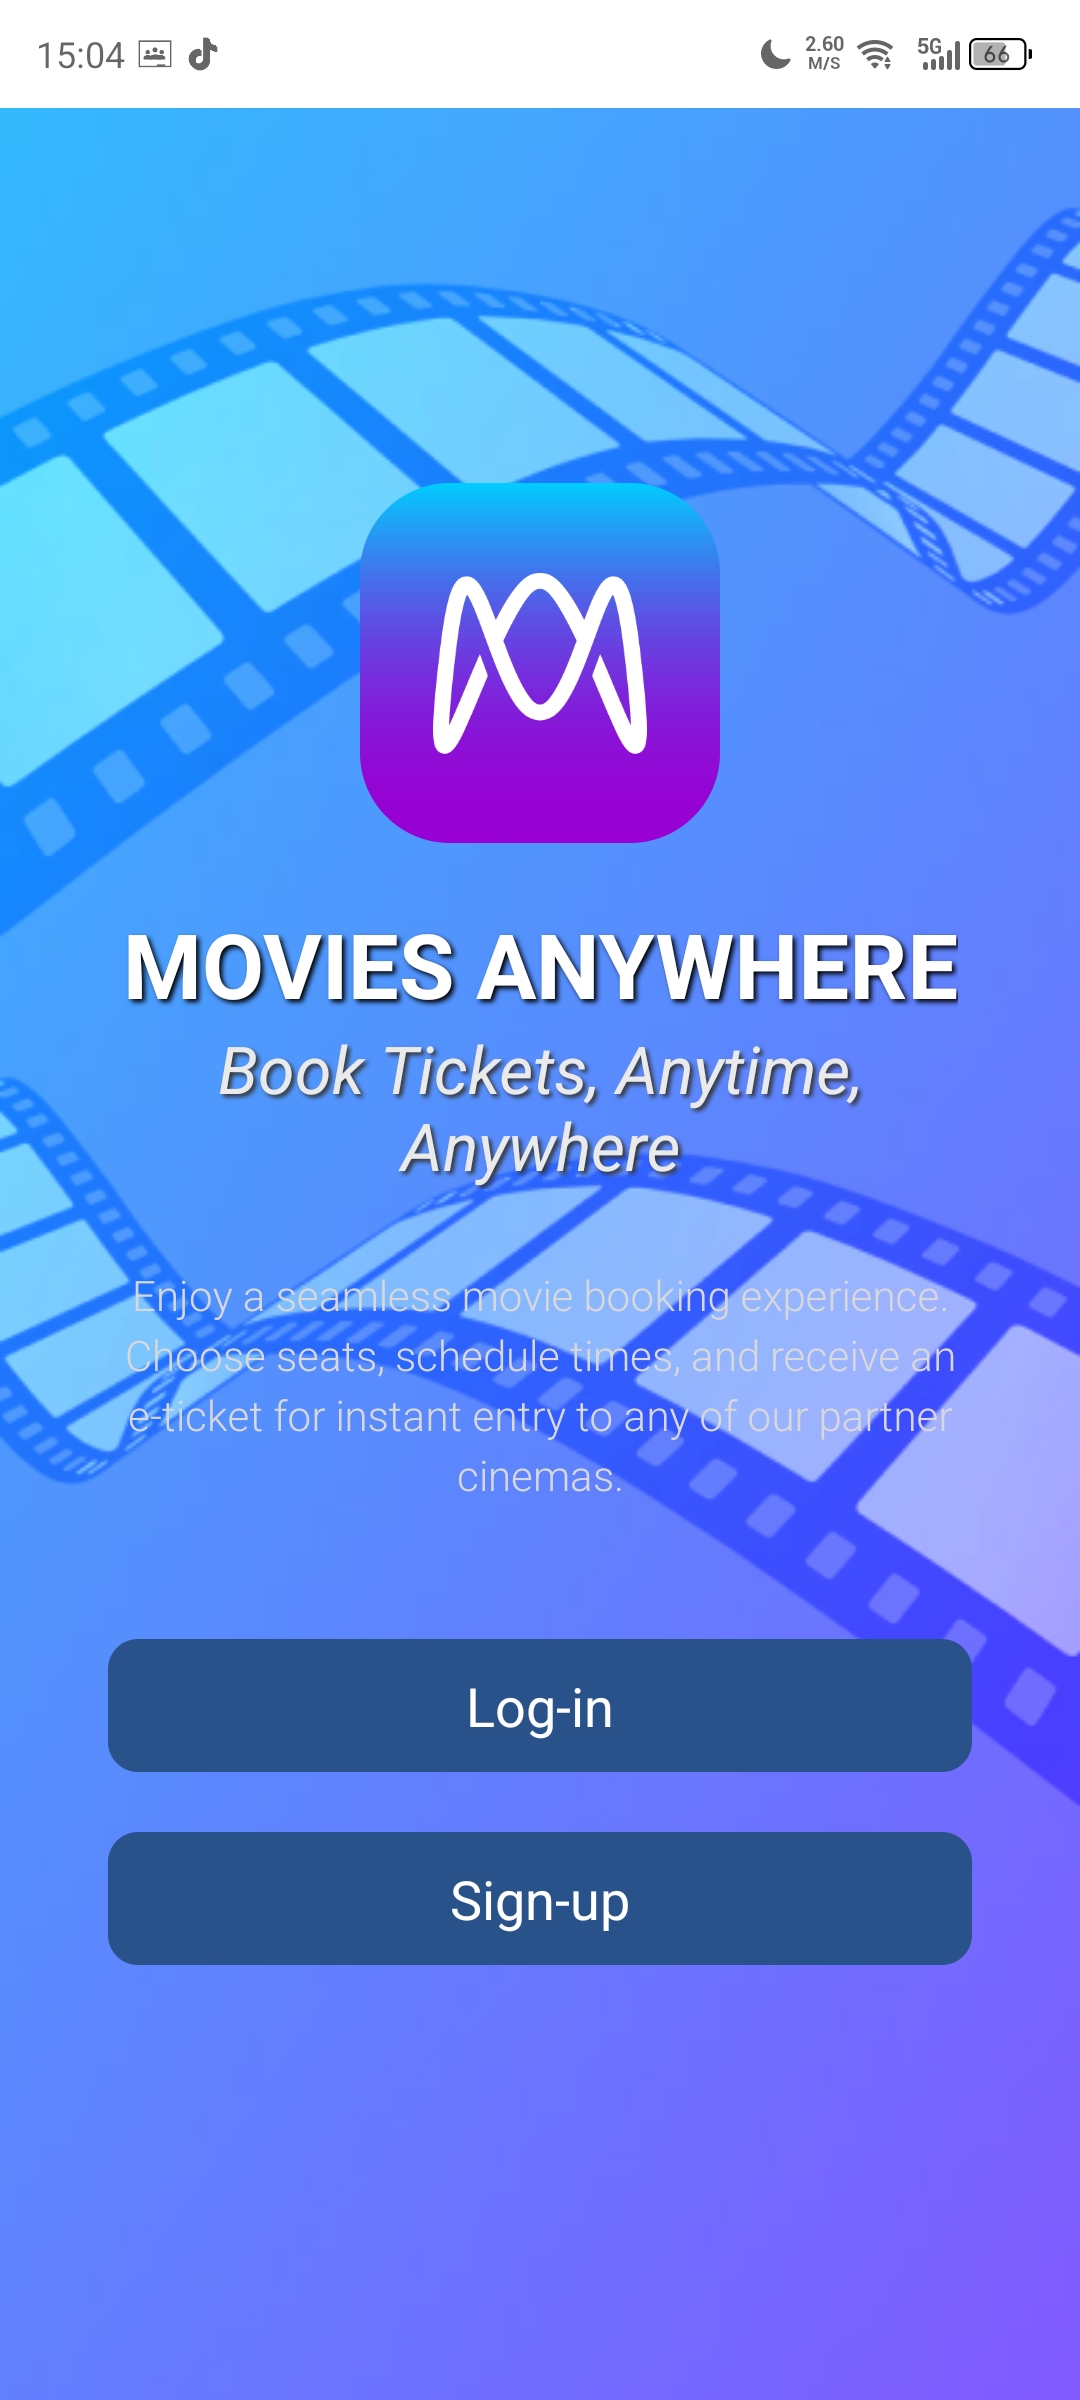 15:04 2.60 M/S 5G 66
MOVIES ANYWHERE
Book Tickets, Anytime,
Anywhere
Enjoy a seamless movie booking experience.
Choose seats, schedule times, and receive an
e-ticket for instant entry to any of our partner
cinemas.
Log-in
Sign-up